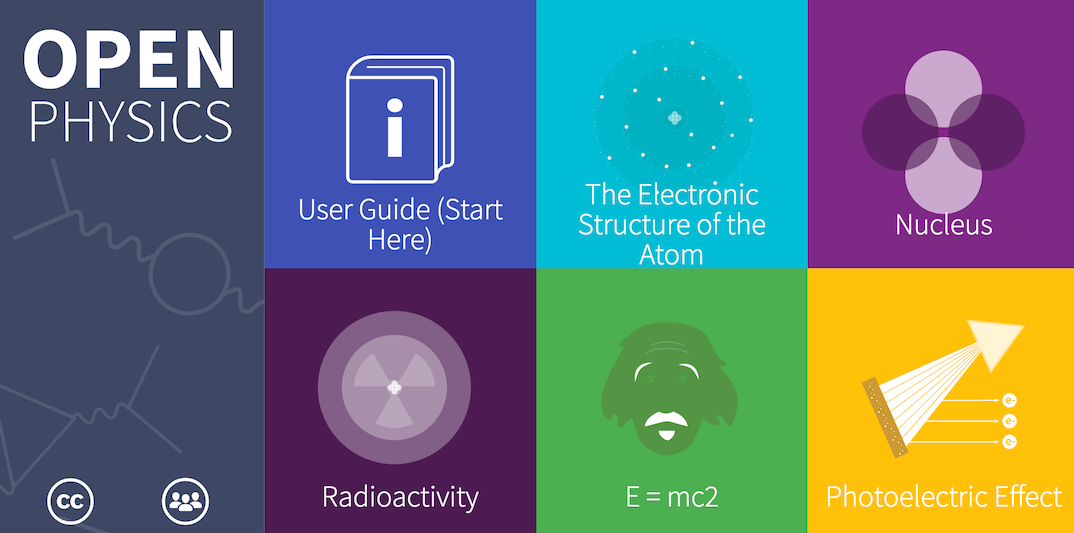 OPEN
PHYSICS
User Guide (Start
Here)
The Electronic
Structure of the
Atom
Nucleus
Radioactivity
E = mc2
e-
e-
e-
Photoelectric Effect
cc